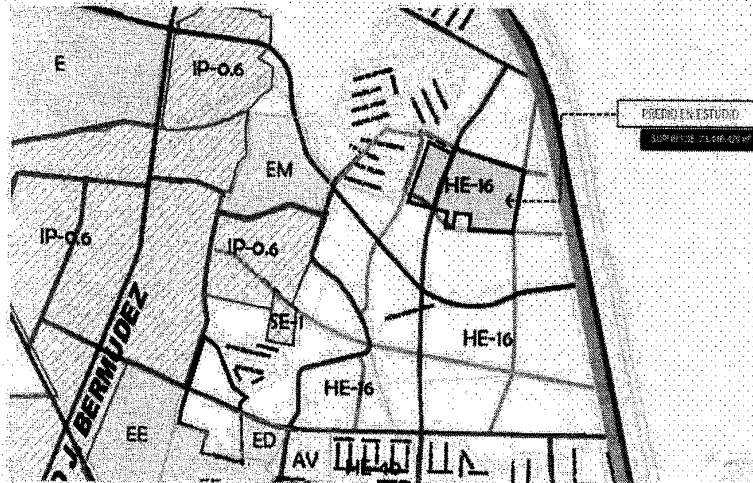 E
IP-0.6
PREDIO EN ESTUDIO
EM
HE-16
IP-0.6
IP-0.6
SE-1
HE-16
HE-16
J. BERMUDEZ
EE
ED
AV